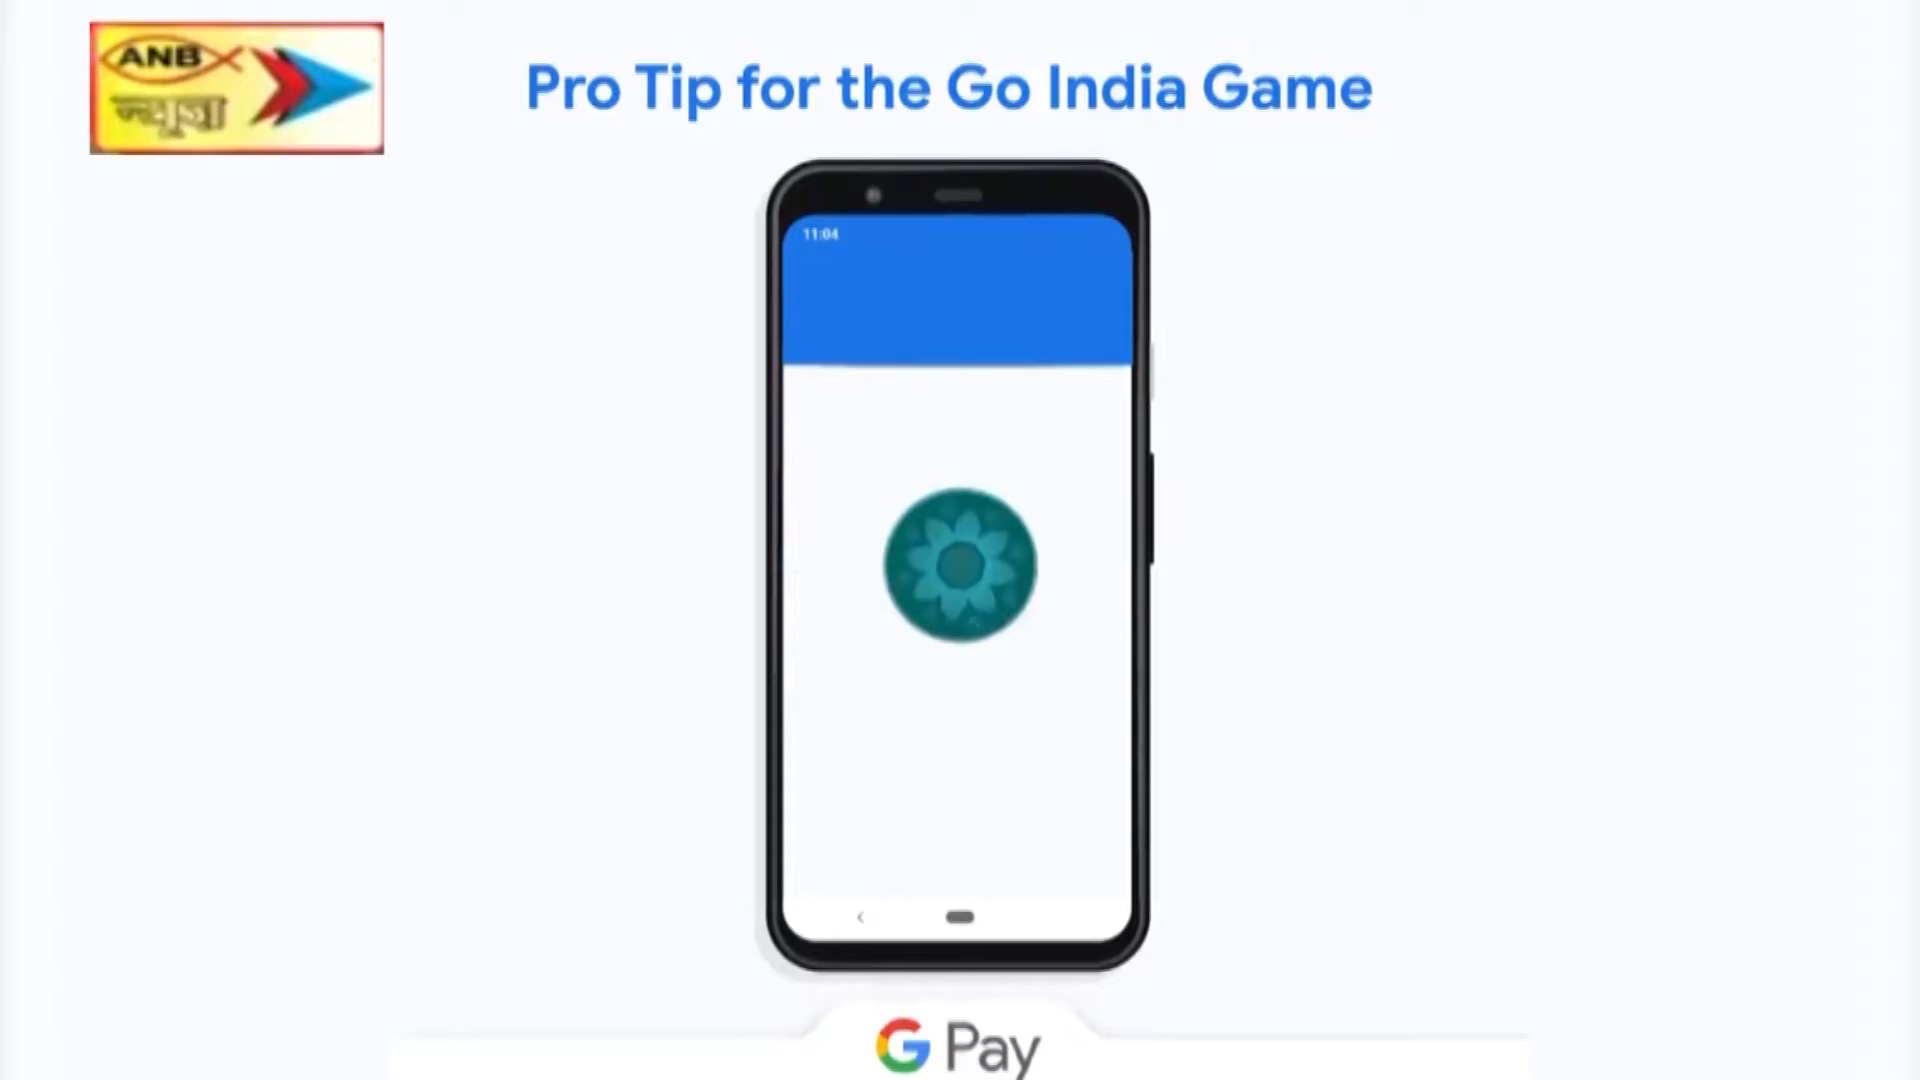 ANB
न्यूज़
Pro Tip for the Go India Game
11:04
G Pay